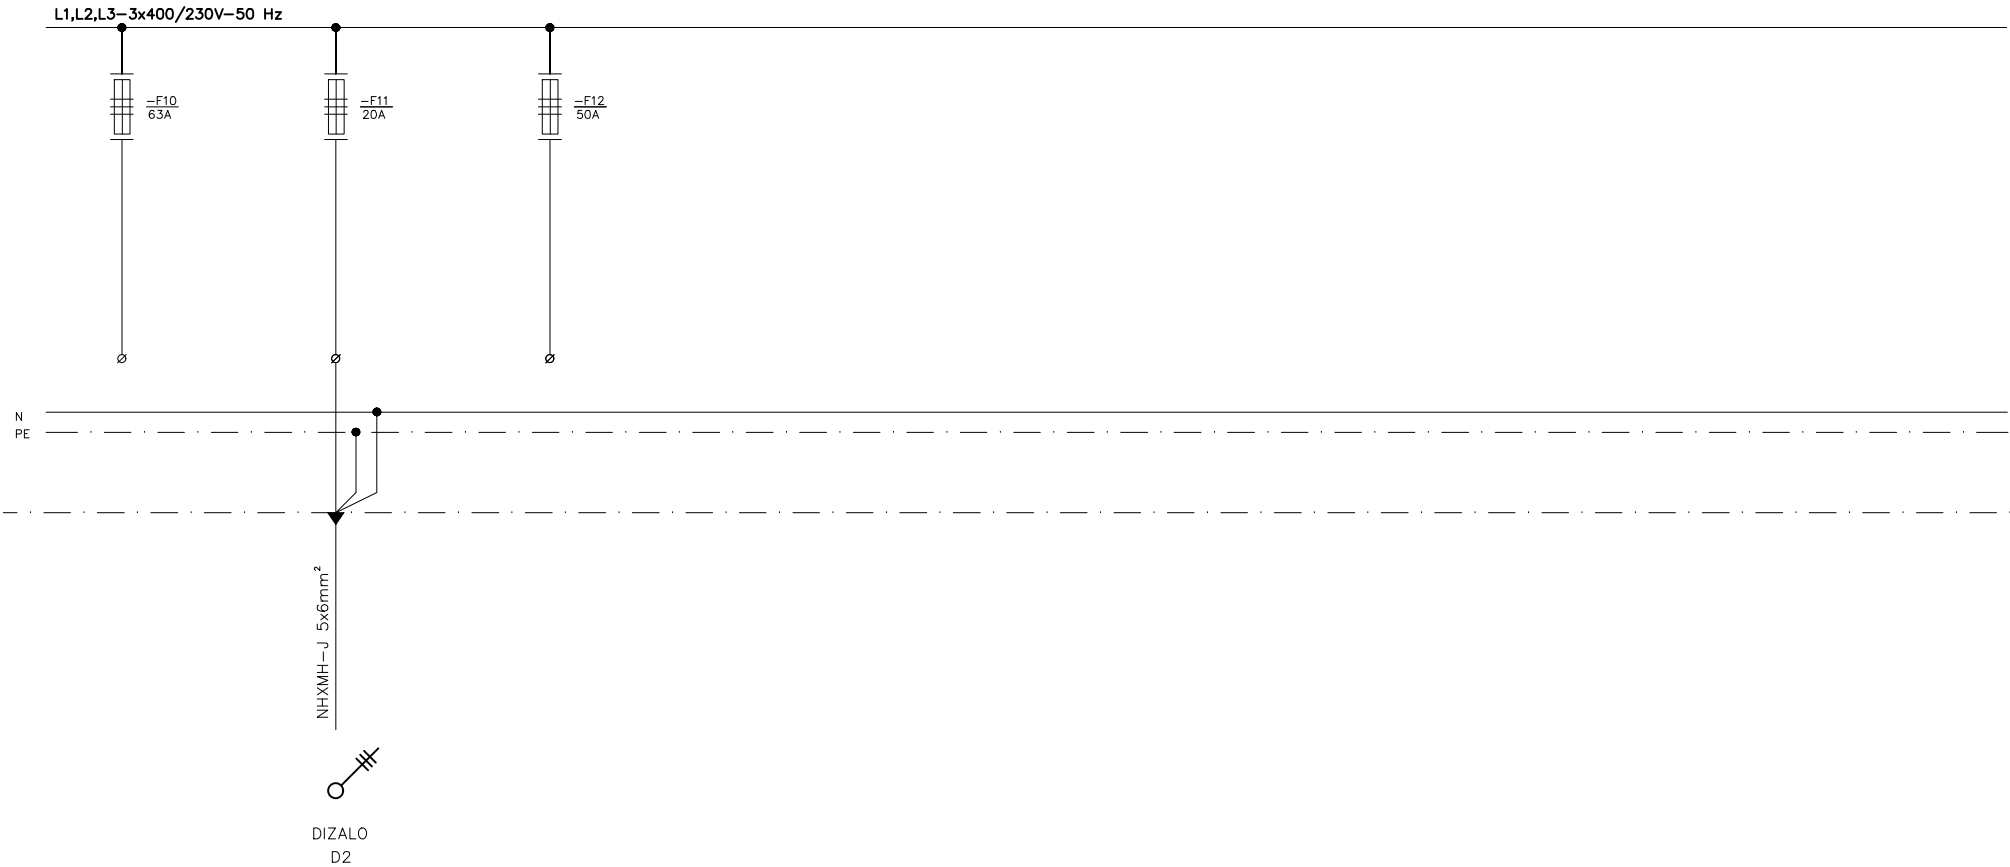 L1,L2,L3-3x400/230V-50 Hz
-F10
63A
-F11
20A
-F12
50A
N
PE
NHXMH-J 5x6mm²
DIZALO
D2